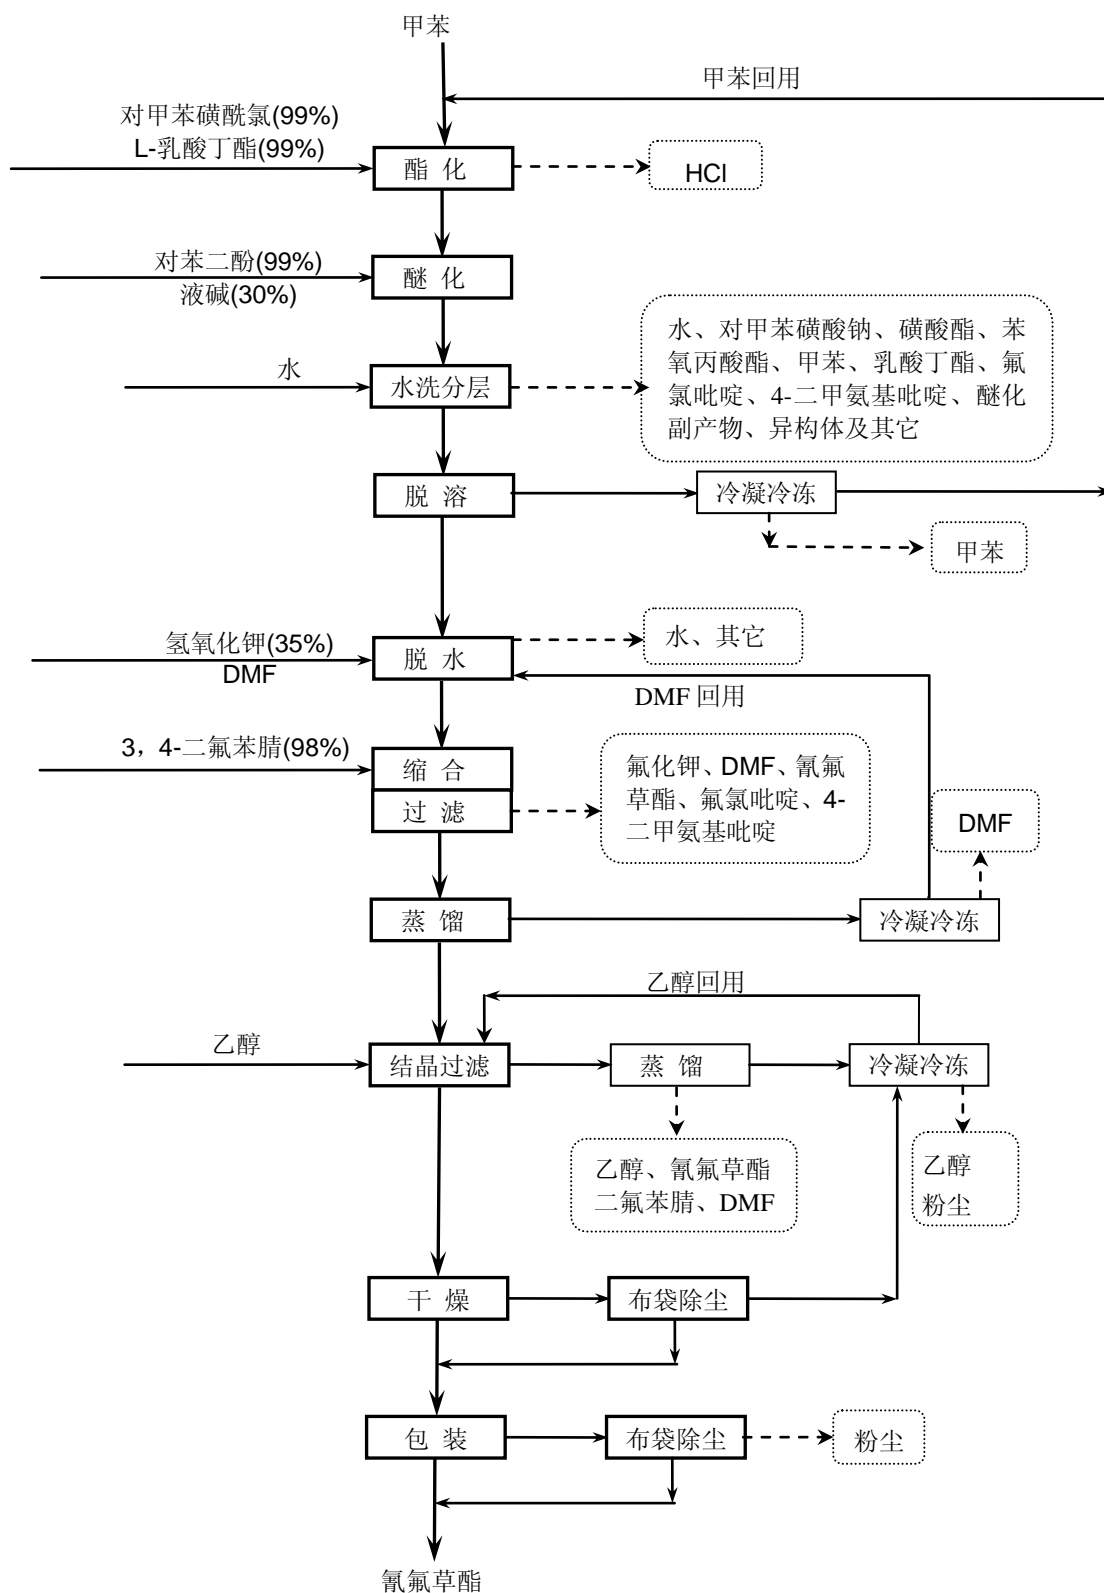 甲苯
甲苯回用
对甲苯磺酰氯(99%)
L-乳酸丁酯(99%)
酯 化
HCl
对苯二酚(99%)
液碱(30%)
醚 化
水
水洗分层
水、对甲苯磺酸钠、磺酸酯、苯
氧丙酸酯、甲苯、乳酸丁酯、氟
氯吡啶、4-二甲氨基吡啶、醚化
副产物、异构体及其它
脱 溶
冷凝冷冻
甲苯
氢氧化钾(35%)
DMF
脱 水
水、其它
DMF 回用
3，4-二氟苯腈(98%)
缩 合
过 滤
氟化钾、DMF、氰氟
草酯、氟氯吡啶、4-
二甲氨基吡啶
DMF
蒸 馏
冷凝冷冻
乙醇回用
乙醇
结晶过滤
蒸 馏
冷凝冷冻
乙醇、氰氟草酯
二氟苯腈、DMF
乙醇
粉尘
干 燥
布袋除尘
包 装
布袋除尘
粉尘
氰氟草酯